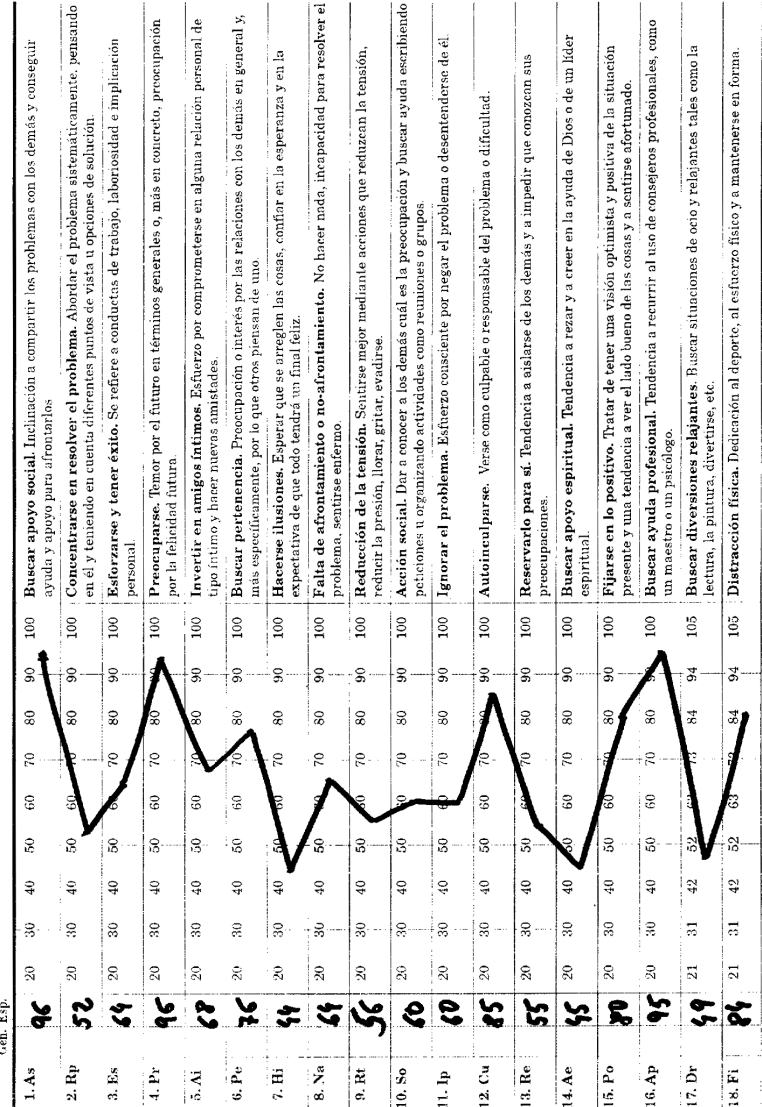 Gen. Esp.
1. As 96 20 30 40 50 60 70 80 90 100 Buscar apoyo social. Inclinación a compartir los problemas con los demás y conseguir
ayuda y apoyo para afrontarlos
2. Rp 52 20 30 40 50 60 70 80 90 100 Concentrarse en resolver el problema. Abordar el problema sistemáticamente, pensando
en él y teniendo en cuenta diferentes puntos de vista u opciones de solución.
3. Es 64 20 30 40 50 60 70 80 90 100 Esforzarse y tener éxito. Se refiere a conductas de trabajo, laboriosidad e implicación
personal.
4. Pr 96 20 30 40 50 60 70 80 90 100 Preocuparse. Temor por el futuro en términos generales o, más en concreto, preocupación
por la felicidad futura.
5. Ai 68 20 30 40 50 60 70 80 90 100 Invertir en amigos íntimos. Esfuerzo por comprometerse en alguna relación personal de
tipo íntimo y hacer nuevas amistades.
6. Pe 76 20 30 40 50 60 70 80 90 100 Buscar pertenencia. Preocupación o interés por las relaciones con los demás en general y,
más específicamente, por lo que otros piensan de uno.
7. Hi 44 20 30 40 50 60 70 80 90 100 Hacerse ilusiones. Esperar que se arreglen las cosas, confiar en la esperanza y en la
expectativa de que todo tendrá un final feliz.
8. Na 64 20 30 40 50 60 70 80 90 100 Falta de afrontamiento o no-afrontamiento. No hacer nada, incapacidad para resolver el
problema, sentirse enfermo.
9. Rt 56 20 30 40 50 60 70 80 90 100 Reducción de la tensión. Sentirse mejor mediante acciones que reduzcan la tensión,
reducir la presión, llorar, gritar, evadirse.
10. So 60 20 30 40 50 60 70 80 90 100 Acción social. Dar a conocer a los demás cuál es la preocupación y buscar ayuda escribiendo
peticiones u organizando actividades como reuniones o grupos.
11. Ip 60 20 30 40 50 60 70 80 90 100 Ignorar el problema. Esfuerzo consciente por negar el problema o desentenderse de él.
12. Cu 85 20 30 40 50 60 70 80 90 100 Autoinculparse. Verse como culpable o responsable del problema o dificultad.
13. Re 55 20 30 40 50 60 70 80 90 100 Reservarlo para sí. Tendencia a aislarse de los demás y a impedir que conozcan sus
preocupaciones.
14. Ae 45 20 30 40 50 60 70 80 90 100 Buscar apoyo espiritual. Tendencia a rezar y a creer en la ayuda de Dios o de un líder
espiritual.
15. Po 80 20 30 40 50 60 70 80 90 100 Fijarse en lo positivo. Tratar de tener una visión optimista y positiva de la situación
presente y una tendencia a ver el lado bueno de las cosas y a sentirse afortunado.
16. Ap 95 20 30 40 50 60 70 80 90 100 Buscar ayuda profesional. Tendencia a recurrir al uso de consejeros profesionales, como
un maestro o un psicólogo.
17. Dr 49 21 31 42 52 63 73 84 94 105 Buscar diversiones relajantes. Buscar situaciones de ocio y relajantes tales como la
lectura, la pintura, divertirse, etc.
18. Fi 84 21 31 42 52 63 73 84 94 105 Distracción física. Dedicación al deporte, al esfuerzo físico y a mantenerse en forma.